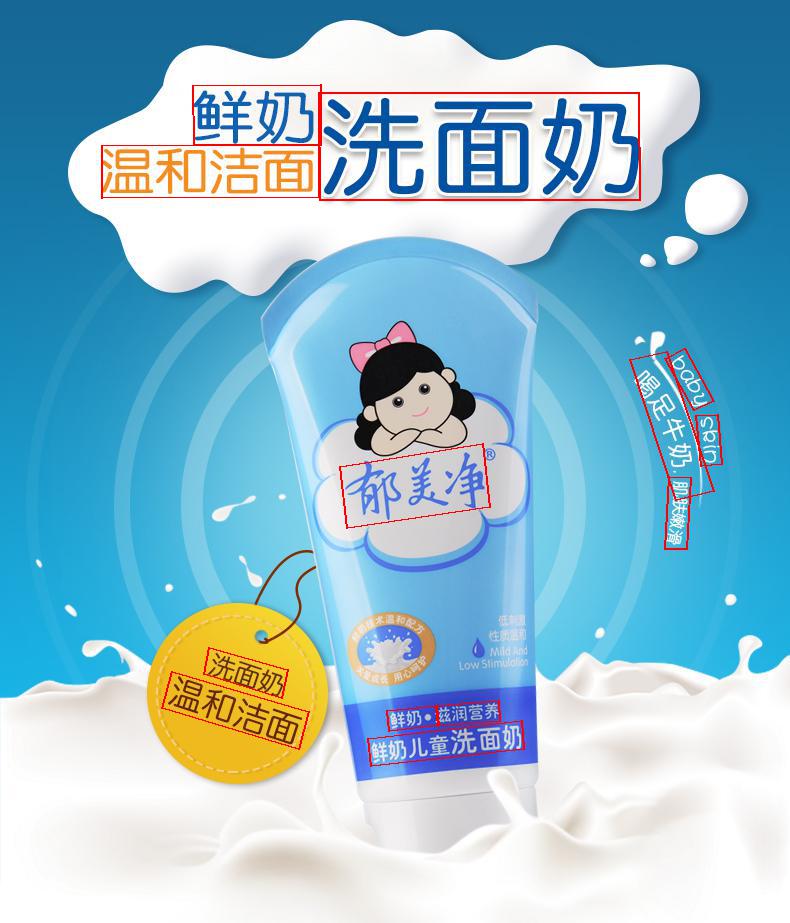 鲜奶
温和洁面
洗面奶
baby skin
喝足牛奶,
肌肤嫩滑
郁美净®
低刺激
性质温和
Mild And
Low Stimulation
鲜奶•滋润营养
鲜奶儿童洗面奶
洗面奶
温和洁面